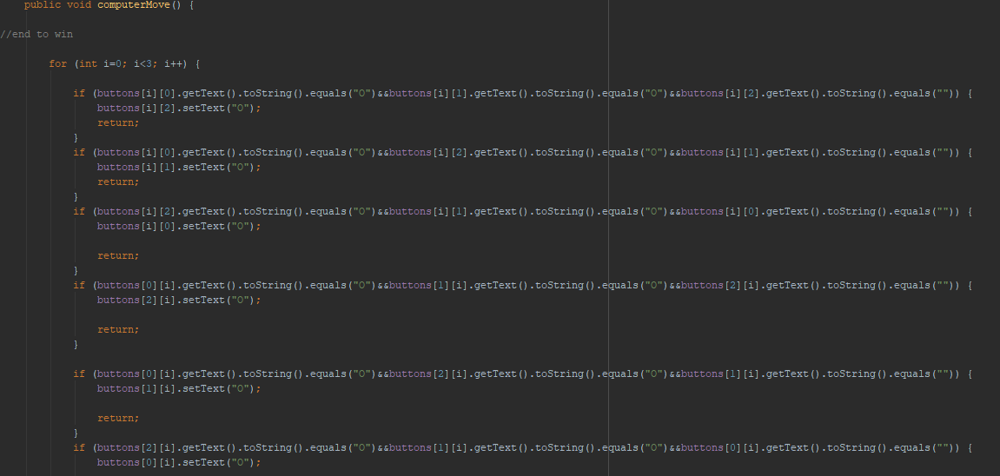 public void computerMove() {
//end to win
for (int i=0; i<3; i++) {
if (buttons[i][0].getText().toString().equals("O")&&buttons[i][1].getText().toString().equals("O")&&buttons[i][2].getText().toString().equals("")) {
buttons[i][2].setText("O");
return;
}
if (buttons[i][0].getText().toString().equals("O")&&buttons[i][2].getText().toString().equals("O")&&buttons[i][1].getText().toString().equals("")) {
buttons[i][1].setText("O");
return;
}
if (buttons[i][2].getText().toString().equals("O")&&buttons[i][1].getText().toString().equals("O")&&buttons[i][0].getText().toString().equals("")) {
buttons[i][0].setText("O");
return;
}
if (buttons[0][i].getText().toString().equals("O")&&buttons[1][i].getText().toString().equals("O")&&buttons[2][i].getText().toString().equals("")) {
buttons[2][i].setText("O");
return;
}
if (buttons[0][i].getText().toString().equals("O")&&buttons[2][i].getText().toString().equals("O")&&buttons[1][i].getText().toString().equals("")) {
buttons[1][i].setText("O");
return;
}
if (buttons[2][i].getText().toString().equals("O")&&buttons[1][i].getText().toString().equals("O")&&buttons[0][i].getText().toString().equals("")) {
buttons[0][i].setText("O");